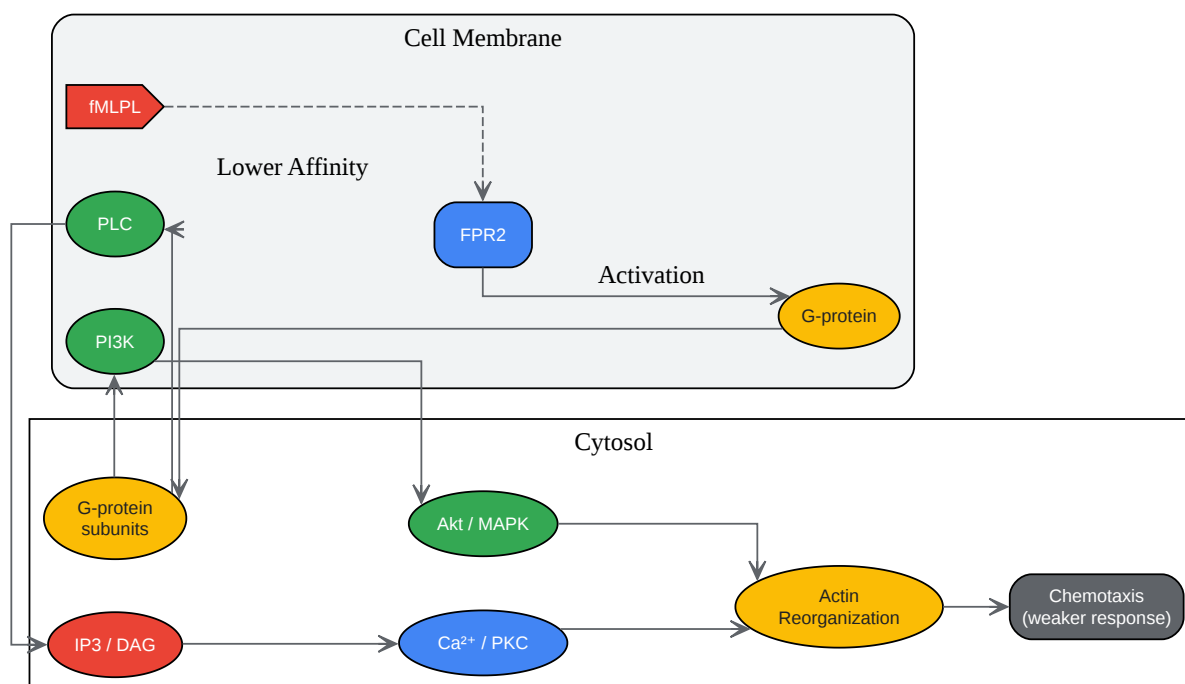 Cell Membrane
fMLPL
Lower Affinity
PLC
FPR2
Activation
G-protein
PI3K
Cytosol
G-protein
subunits
Akt / MAPK
Actin
Reorganization
Chemotaxis
(weaker response)
IP3 / DAG
Ca²⁺ / PKC